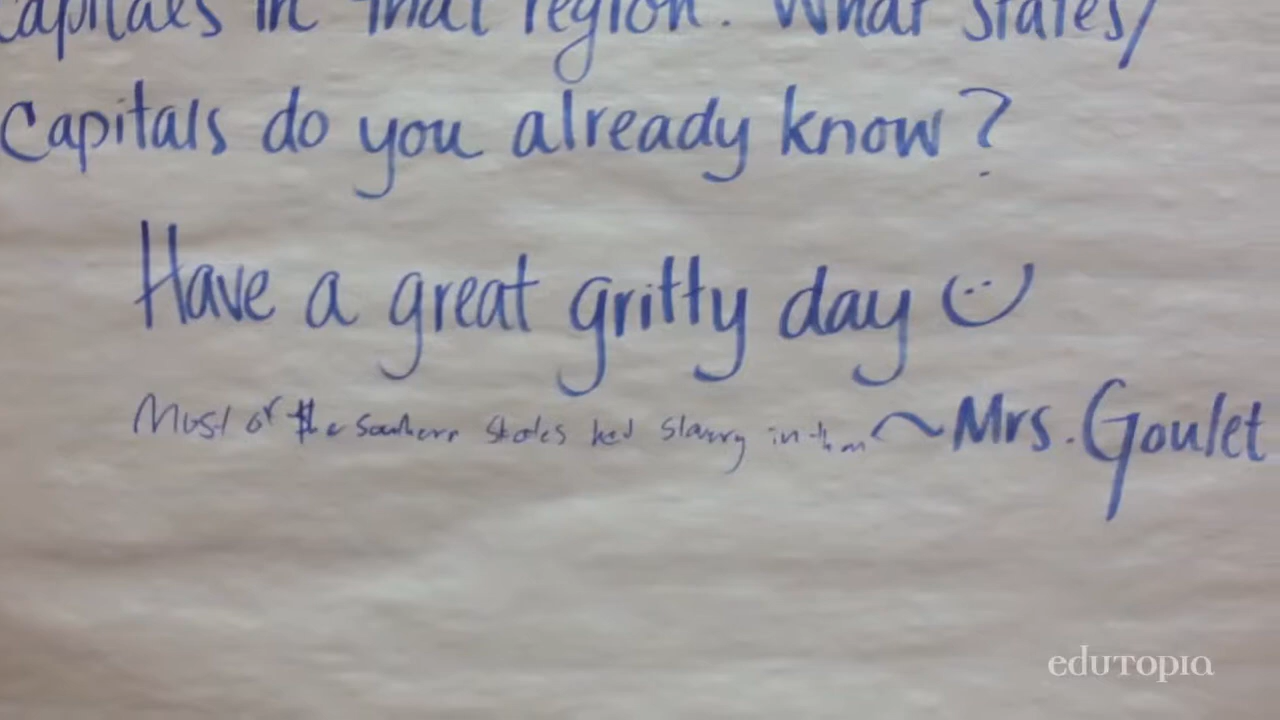 capitals in that region. What states/
Capitals do you already know?
Have a great gritty day
Most of the Southern states had slavry in them
~Mrs. Goulet
edutopia